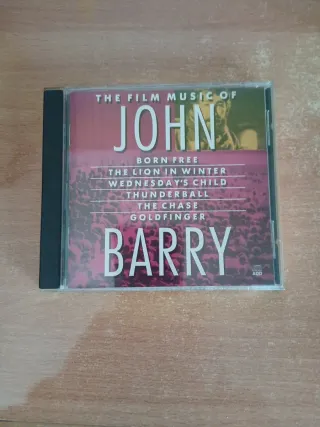 THE FILM MUSIC OF
JOHN
BORN FREE
THE LION IN WINTER
WEDNESDAY'S CHILD
THUNDERBALL
THE CHASE
GOLDFINGER
BARRY